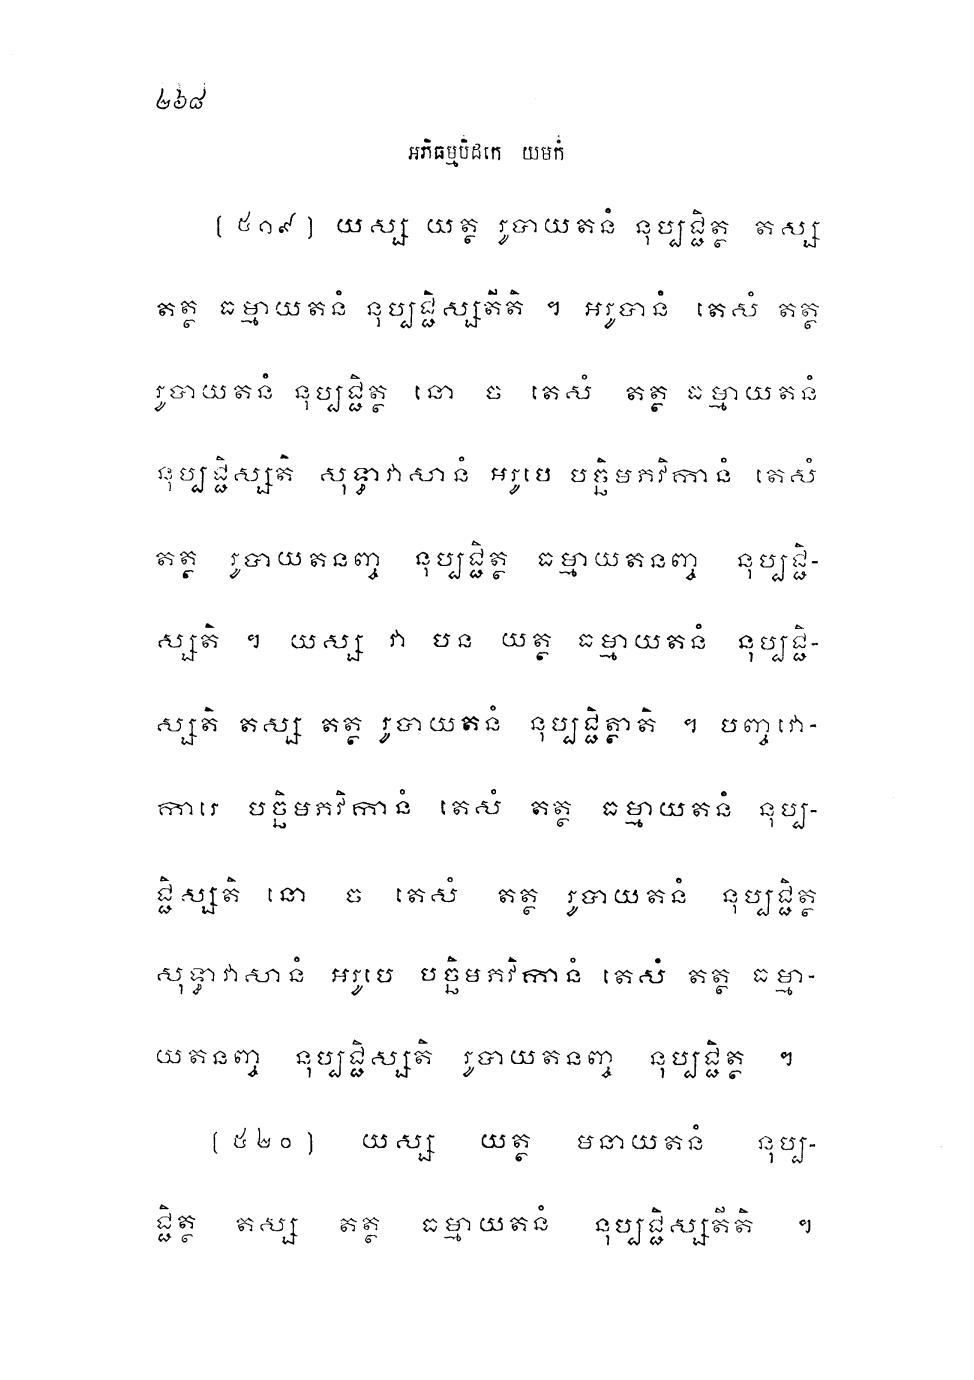 ២៦៨
អភិធម្មបិដកេ យមកំ
(៥១៩) យស្ស យត្ថ រូបាយតនំ នុប្បជ្ជិត្ថ តស្ស
តត្ថ ធម្មាយតនំ នុប្បជ្ជិស្សតីតិ ។ អរូបានំ តេសំ តត្ថ
រូបាយតនំ នុប្បជ្ជិត្ថ នោ ច តេសំ តត្ថ ធម្មាយតនំ
នុប្បជ្ជិស្សតិ សុទ្ធាវាសានំ អរូបេ បច្ឆិមភវិកានំ តេសំ
តត្ថ រូបាយតនញ្ច នុប្បជ្ជិត្ថ ធម្មាយតនញ្ច នុប្បជ្ជិ-
ស្សតិ ។ យស្ស វា បន យត្ថ ធម្មាយតនំ នុប្បជ្ជិ-
ស្សតិ តស្ស តត្ថ រូបាយតនំ នុប្បជ្ជិត្ថាតិ ។ បញ្ចវោ-
ការេ បច្ឆិមភវិកានំ តេសំ តត្ថ ធម្មាយតនំ នុប្ប-
ជ្ជិស្សតិ នោ ច តេសំ តត្ថ រូបាយតនំ នុប្បជ្ជិត្ថ
សុទ្ធាវាសានំ អរូបេ បច្ឆិមភវិកានំ តេសំ តត្ថ ធម្មា-
យតនញ្ច នុប្បជ្ជិស្សតិ រូបាយតនញ្ច នុប្បជ្ជិត្ថ ។
(៥២០) យស្ស យត្ថ មនាយតនំ នុប្ប-
ជ្ជិត្ថ តស្ស តត្ថ ធម្មាយតនំ នុប្បជ្ជិស្សតីតិ ។